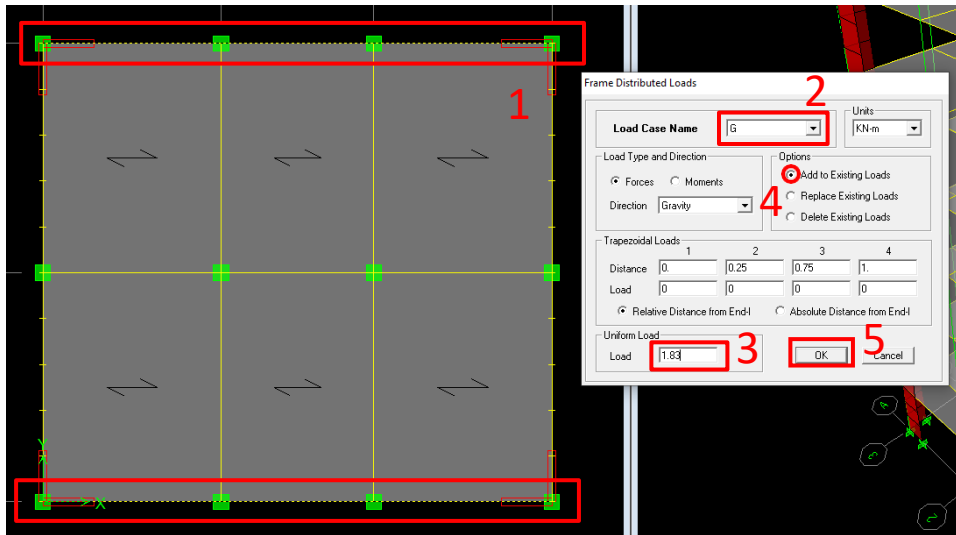 1
Y
X
Frame Distributed Loads
2
Load Case Name
G
Units
KN-m
Load Type and Direction
Forces
Moments
Direction
Gravity
4
Options
Add to Existing Loads
Replace Existing Loads
Delete Existing Loads
Trapezoidal Loads
1 2 3 4
Distance 0. 0.25 0.75 1.
Load 0 0 0 0
Relative Distance from End-I
Absolute Distance from End-I
Uniform Load
Load 1.83
3
OK
5
Cancel
A
2